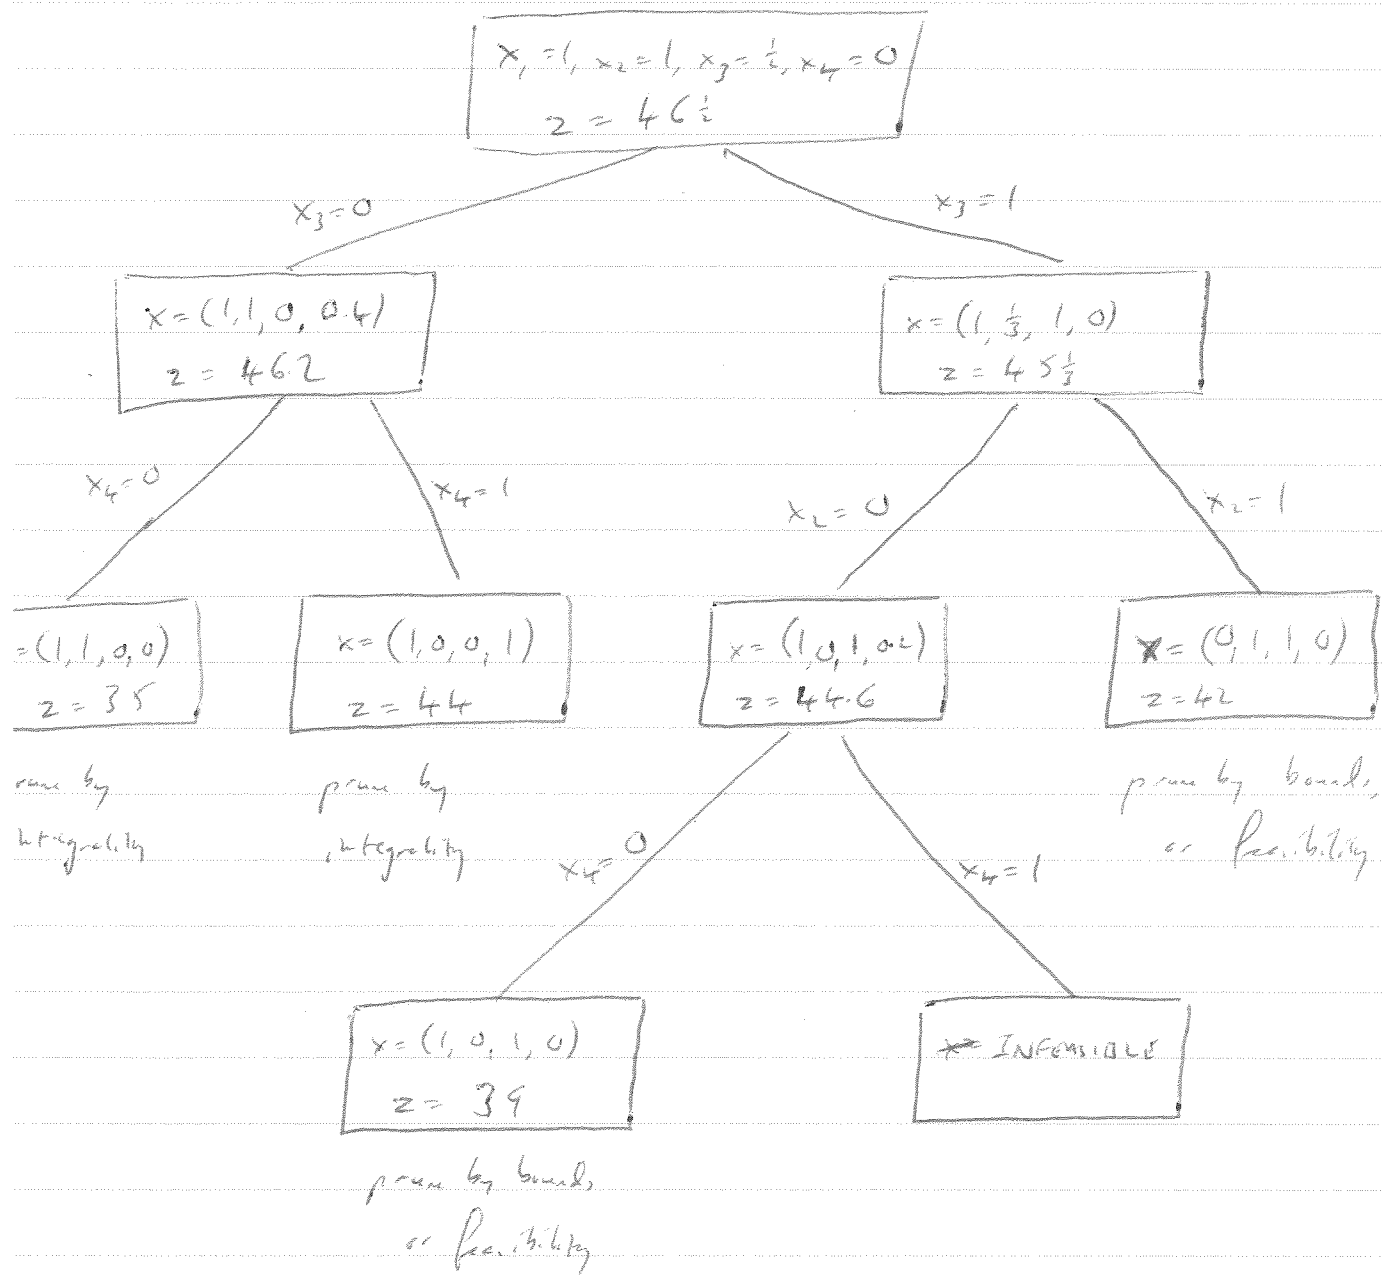 x₁ = 1, x₂ = 1, x₃ = ½, x₄ = 0
z = 46½
x₃ = 0
x₃ = 1
x = (1,1,0,0.4)
z = 46.2
x = (1, ⅓, 1, 0)
z = 45⅓
x₄ = 0
x₄ = 1
x₂ = 0
x₂ = 1
= (1,1,0,0)
z = 35
x = (1,0,0,1)
z = 44
x = (1,0,1,0.2)
z = 44.6
x = (0,1,1,0)
z = 42
by
integrality
prune by
integrality
prune by bounds,
or feasibility
x₄ = 0
x₄ = 1
x = (1,0,1,0)
z = 39
INFEASIBLE
prune by bounds,
or feasibility